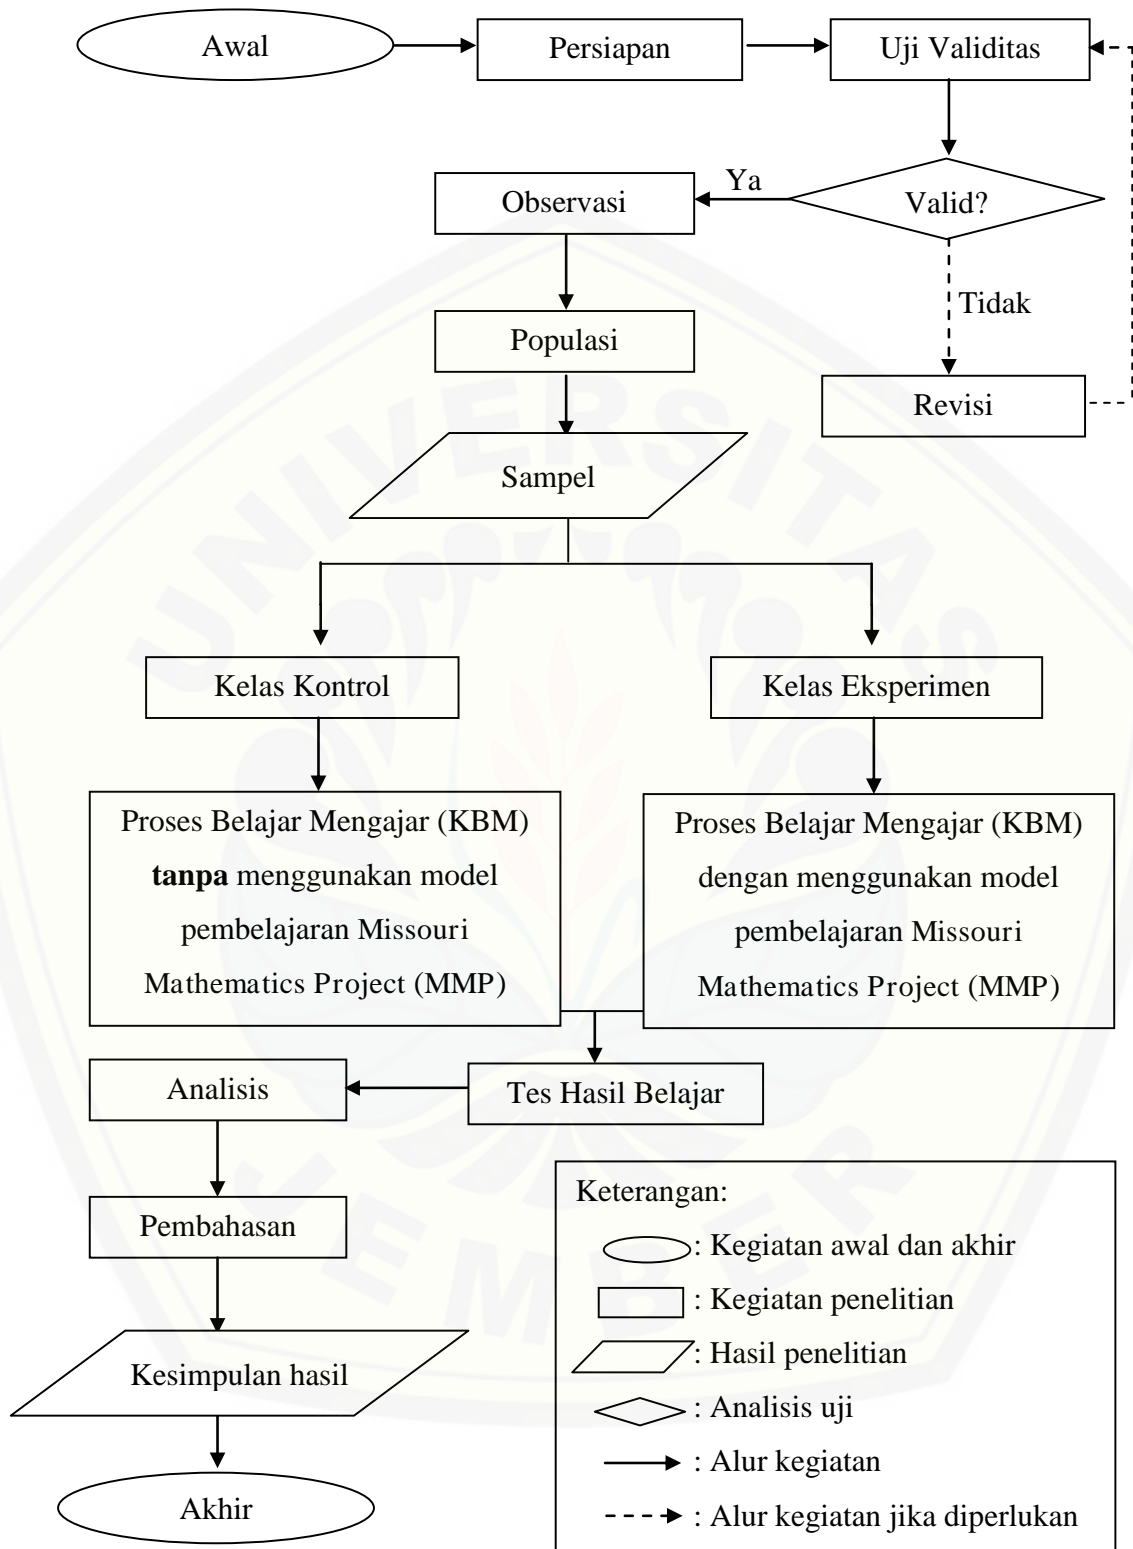 Awal
Persiapan
Uji Validitas
Valid?
Ya
Observasi
Tidak
Revisi
Populasi
Sampel
Kelas Kontrol
Kelas Eksperimen
Proses Belajar Mengajar (KBM)
tanpa menggunakan model
pembelajaran Missouri
Mathematics Project (MMP)
Proses Belajar Mengajar (KBM)
dengan menggunakan model
pembelajaran Missouri
Mathematics Project (MMP)
Tes Hasil Belajar
Analisis
Pembahasan
Kesimpulan hasil
Akhir
Keterangan:
: Kegiatan awal dan akhir
: Kegiatan penelitian
: Hasil penelitian
: Analisis uji
: Alur kegiatan
: Alur kegiatan jika diperlukan
UNIVERSITAS
JEMBER